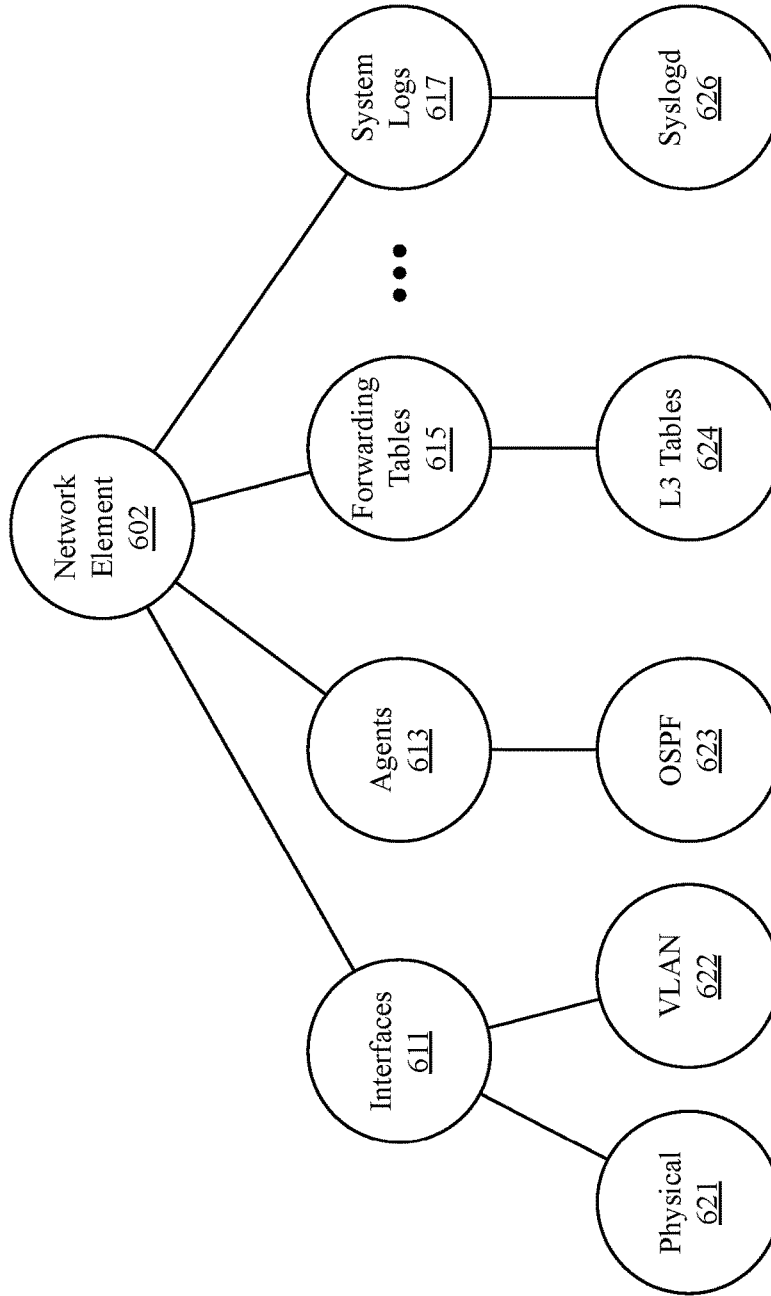 Network
Element
602
Interfaces
611
Agents
613
Forwarding
Tables
615
System
Logs
617
Physical
621
VLAN
622
OSPF
623
L3 Tables
624
Syslogd
626